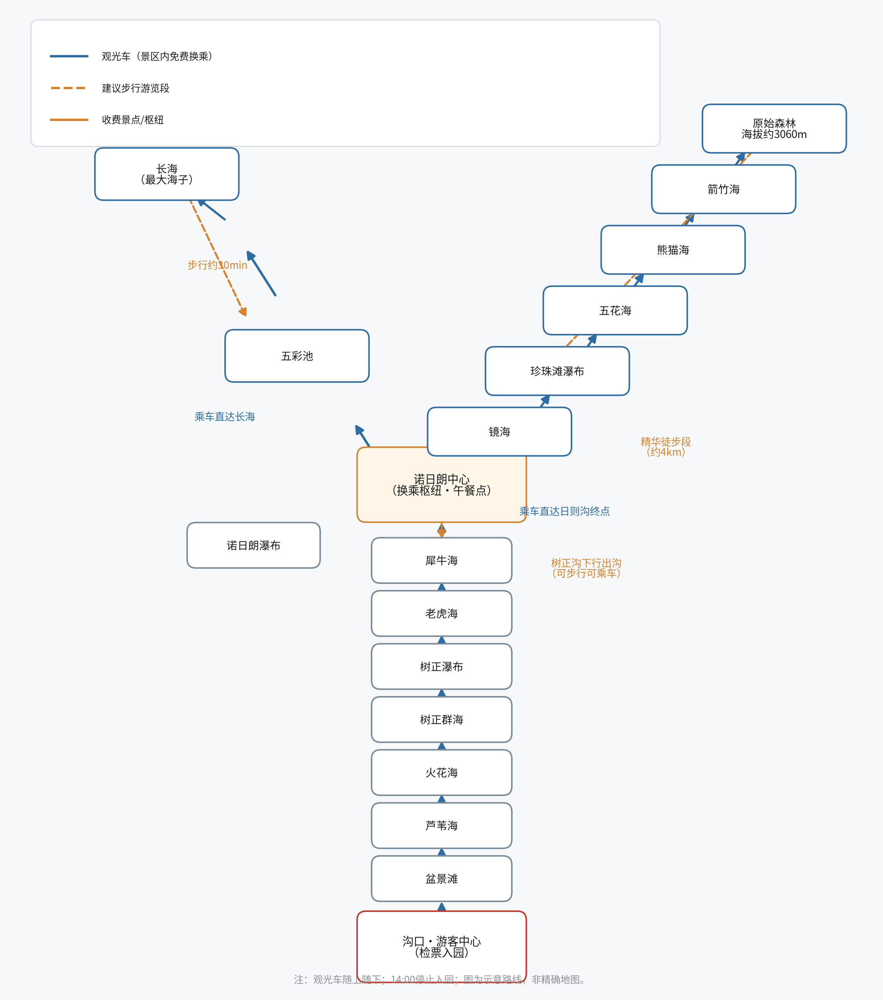 观光车（景区内免费换乘）
建议步行游览段
收费景点/枢纽
原始森林
海拔约3060m
长海
（最大海子）
箭竹海
熊猫海
步行约30min
五花海
五彩池
珍珠滩瀑布
乘车直达长海
镜海
精华徒步段
（约4km）
诺日朗中心
（换乘枢纽・午餐点）
乘车直达日则沟终点
诺日朗瀑布
犀牛海
树正沟下行出沟
（可步行可乘车）
老虎海
树正瀑布
树正群海
火花海
芦苇海
盆景滩
沟口・游客中心
（检票入园）
注：观光车随上随下；14:00停止入园；图为示意路线，非精确地图。